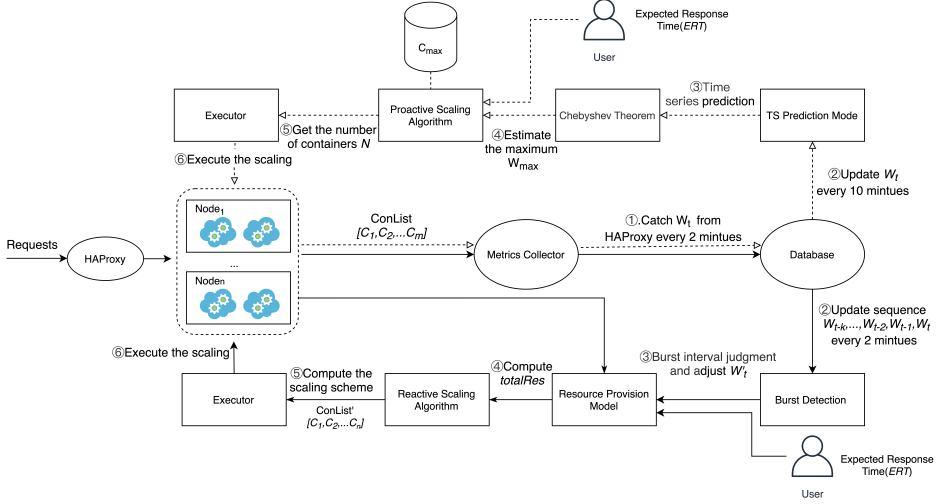 Expected Response
Time(ERT)
User
Cmax
Executor
Proactive Scaling
Algorithm
Chebyshev Theorem
TS Prediction Mode
③Time
series prediction
④Estimate
the maximum
Wmax
⑤Get the number
of containers N
⑥Execute the scaling
②Update Wt
every 10 mintues
Node1
ConList
[C1,C2,...Cm]
①.Catch Wt from
HAProxy every 2 mintues
Requests
HAProxy
Metrics Collector
Database
...
Noden
②Update sequence
Wt-k,...,Wt-2,Wt-1,Wt
every 2 mintues
⑥Execute the scaling
⑤Compute the
scaling scheme
ConList'
[C1,C2,...Cn]
④Compute
totalRes
③Burst interval judgment
and adjust W't
Executor
Reactive Scaling
Algorithm
Resource Provision
Model
Burst Detection
Expected Response
Time(ERT)
User